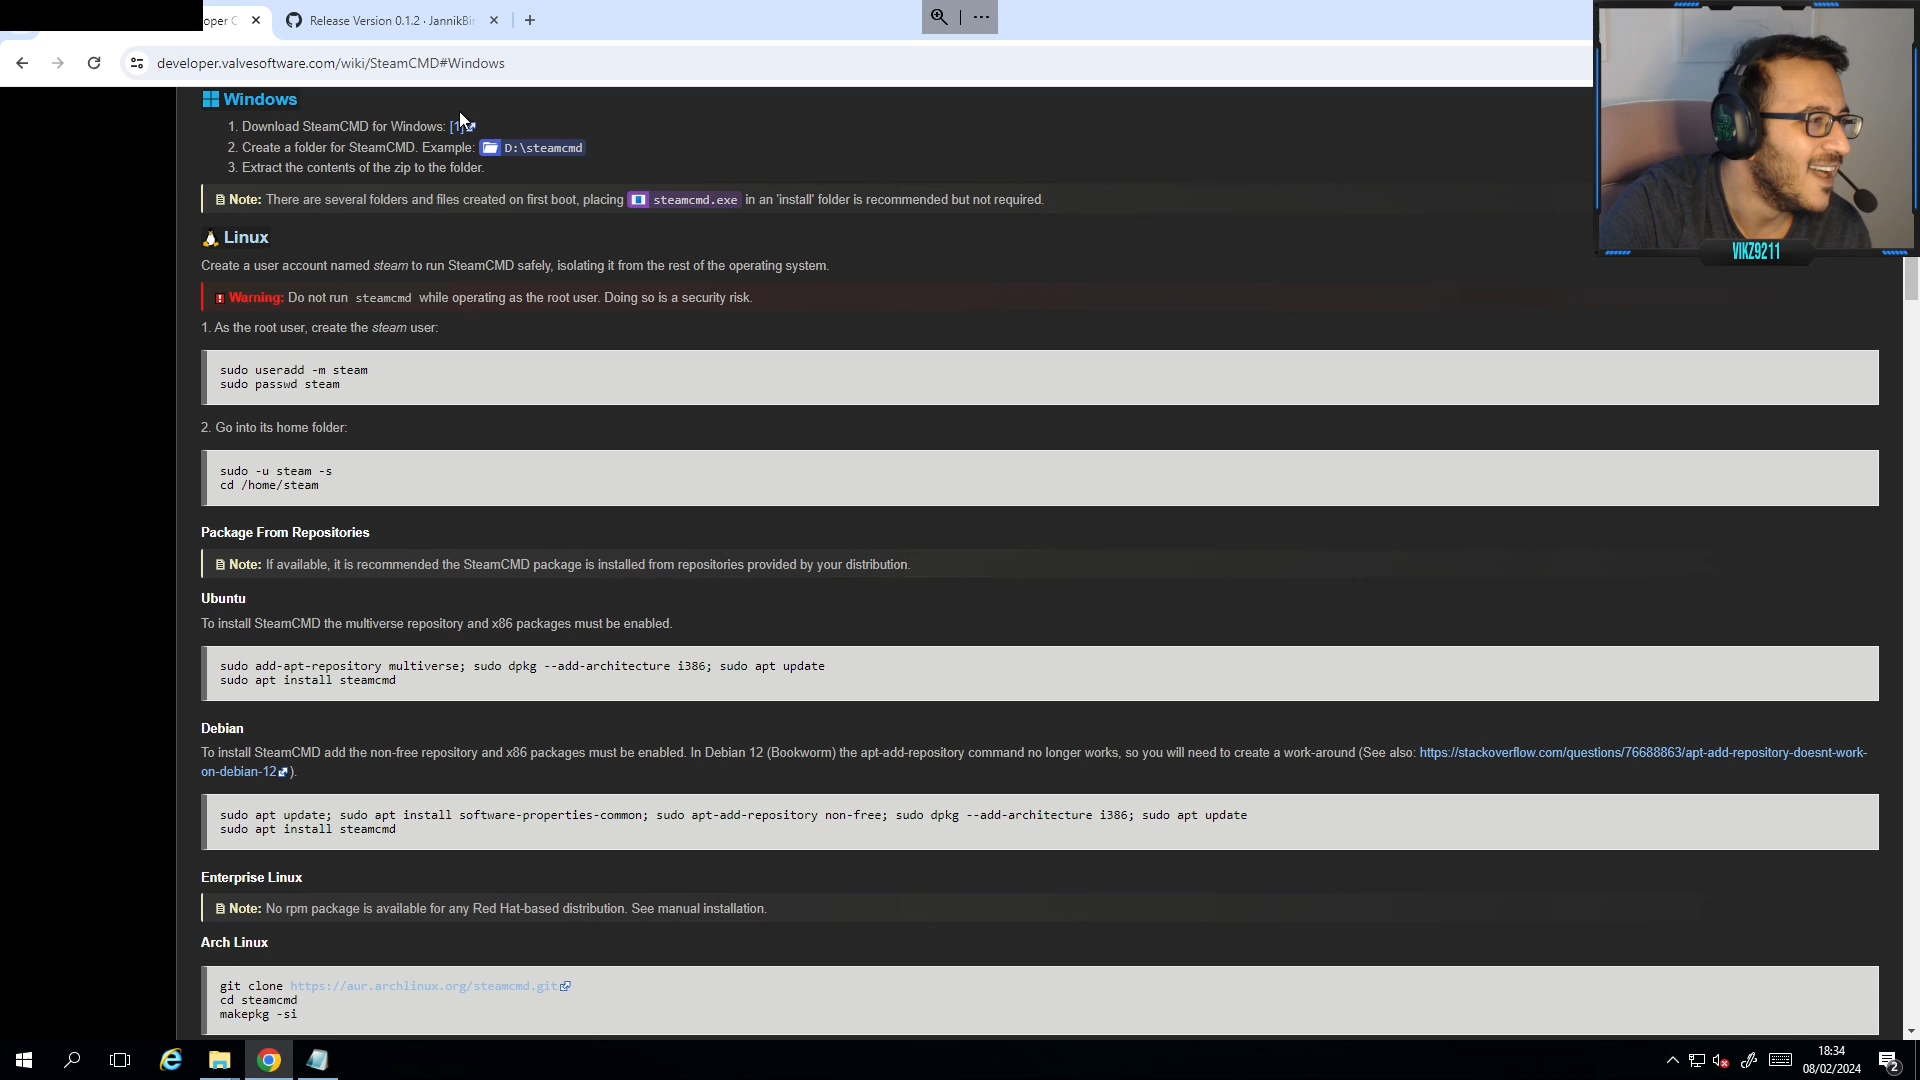 oper C
Release Version 0.1.2 · JannikBir
developer.valvesoftware.com/wiki/SteamCMD#Windows
Windows
1. Download SteamCMD for Windows: [1]
2. Create a folder for SteamCMD. Example: D:\steamcmd
3. Extract the contents of the zip to the folder.
Note: There are several folders and files created on first boot, placing steamcmd.exe in an 'install' folder is recommended but not required.
Linux
VIKZ9211
Create a user account named steam to run SteamCMD safely, isolating it from the rest of the operating system.
Warning: Do not run steamcmd while operating as the root user. Doing so is a security risk.
1. As the root user, create the steam user:
sudo useradd -m steam
sudo passwd steam
2. Go into its home folder:
sudo -u steam -s
cd /home/steam
Package From Repositories
Note: If available, it is recommended the SteamCMD package is installed from repositories provided by your distribution.
Ubuntu
To install SteamCMD the multiverse repository and x86 packages must be enabled.
sudo add-apt-repository multiverse; sudo dpkg --add-architecture i386; sudo apt update
sudo apt install steamcmd
Debian
To install SteamCMD add the non-free repository and x86 packages must be enabled. In Debian 12 (Bookworm) the apt-add-repository command no longer works, so you will need to create a work-around (See also: https://stackoverflow.com/questions/76688863/apt-add-repository-doesnt-work-
on-debian-12).
sudo apt update; sudo apt install software-properties-common; sudo apt-add-repository non-free; sudo dpkg --add-architecture i386; sudo apt update
sudo apt install steamcmd
Enterprise Linux
Note: No rpm package is available for any Red Hat-based distribution. See manual installation.
Arch Linux
git clone https://aur.archlinux.org/steamcmd.git
cd steamcmd
makepkg -si
18:34
08/02/2024
2